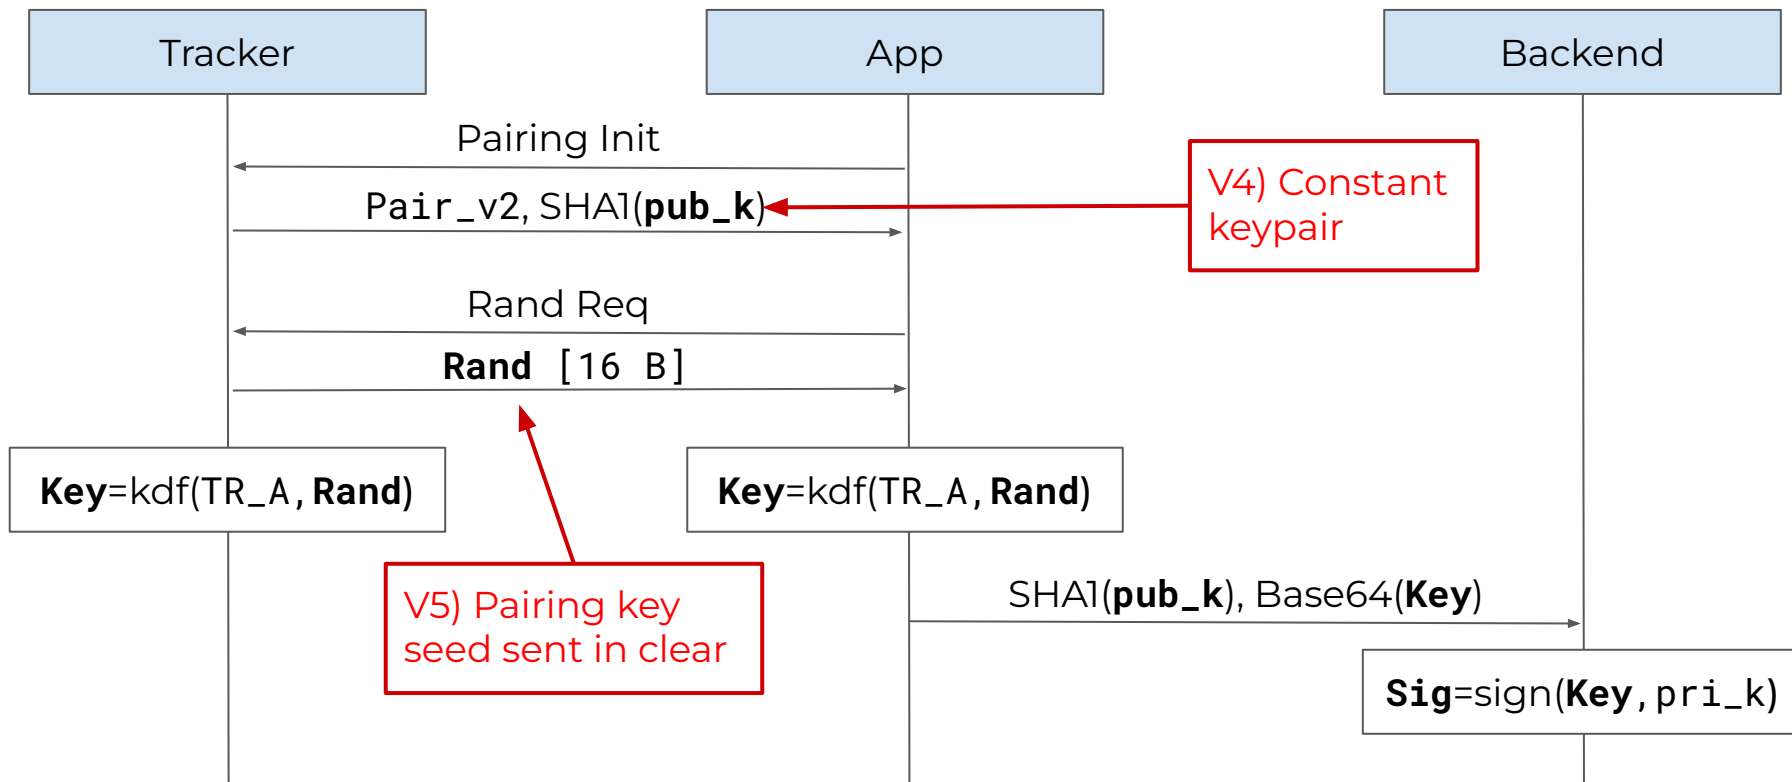 Tracker
App
Backend
Pairing Init
Pair_v2, SHA1(pub_k)
V4) Constant
keypair
Rand Req
Rand [16 B]
Key=kdf(TR_A,Rand)
Key=kdf(TR_A,Rand)
V5) Pairing key
seed sent in clear
SHA1(pub_k), Base64(Key)
Sig=sign(Key,pri_k)